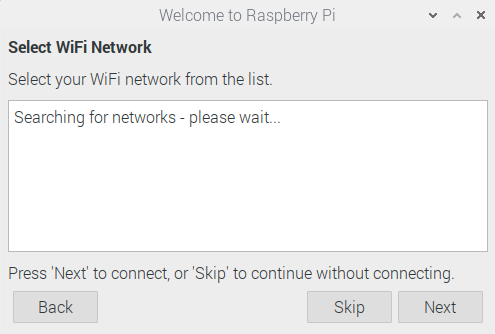 Welcome to Raspberry Pi
Select WiFi Network
Select your WiFi network from the list.
Searching for networks - please wait...
Press 'Next' to connect, or 'Skip' to continue without connecting.
Back Skip Next